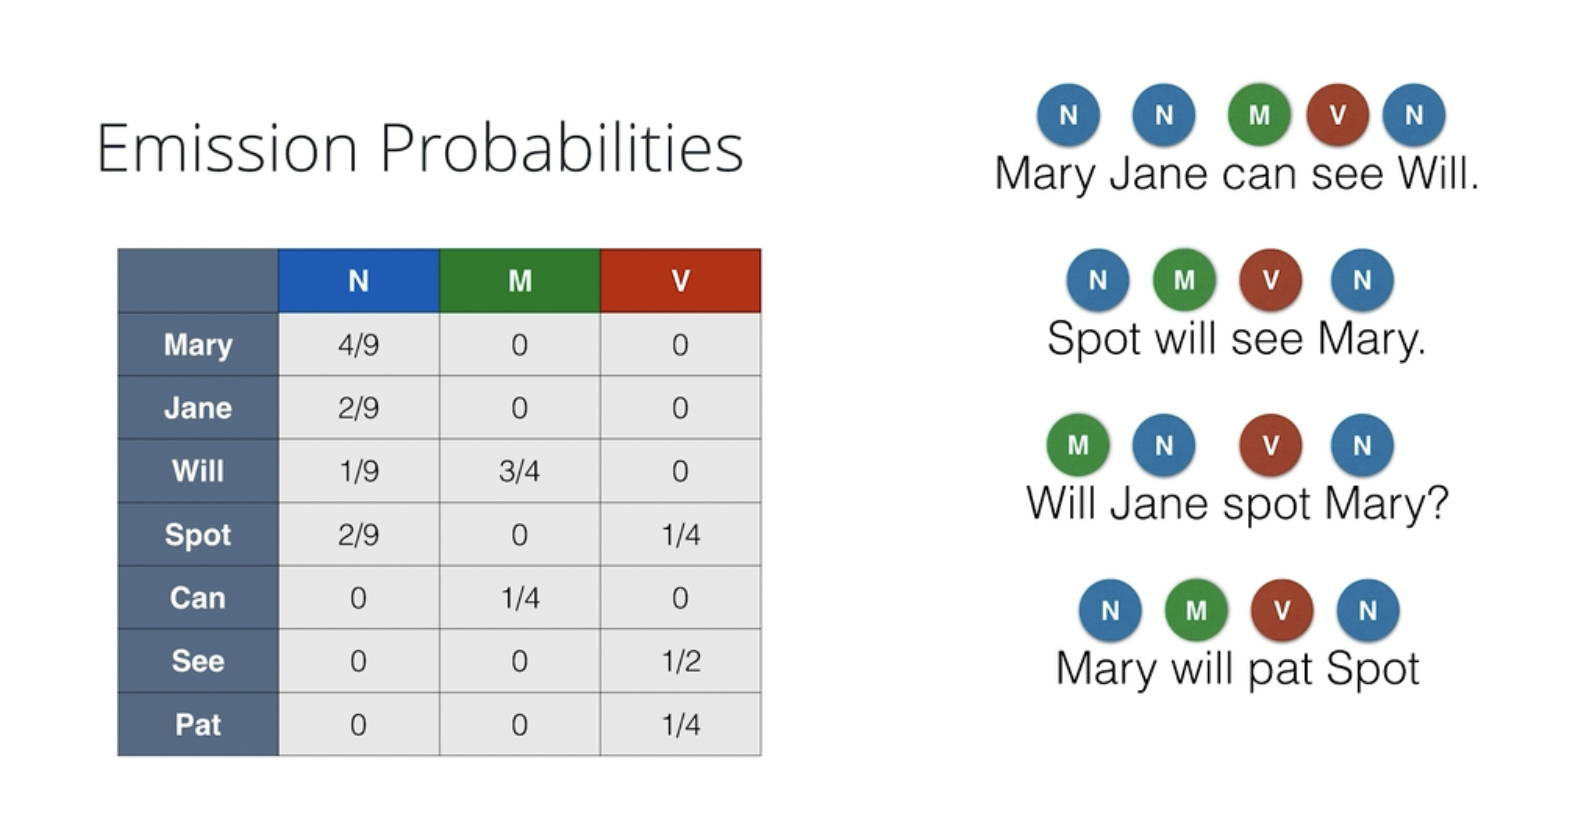 Emission Probabilities
N M V
Mary 4/9 0 0
Jane 2/9 0 0
Will 1/9 3/4 0
Spot 2/9 0 1/4
Can 0 1/4 0
See 0 0 1/2
Pat 0 0 1/4
N N M V N
Mary Jane can see Will.
N M V N
Spot will see Mary.
M N V N
Will Jane spot Mary?
N M V N
Mary will pat Spot